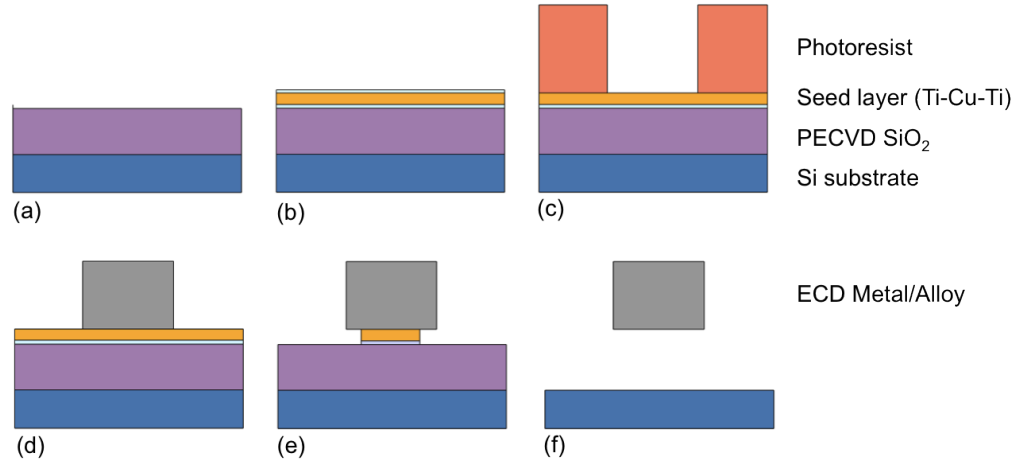 Photoresist
Seed layer (Ti-Cu-Ti)
PECVD SiO₂
Si substrate
(a)
(b)
(c)
ECD Metal/Alloy
(d)
(e)
(f)